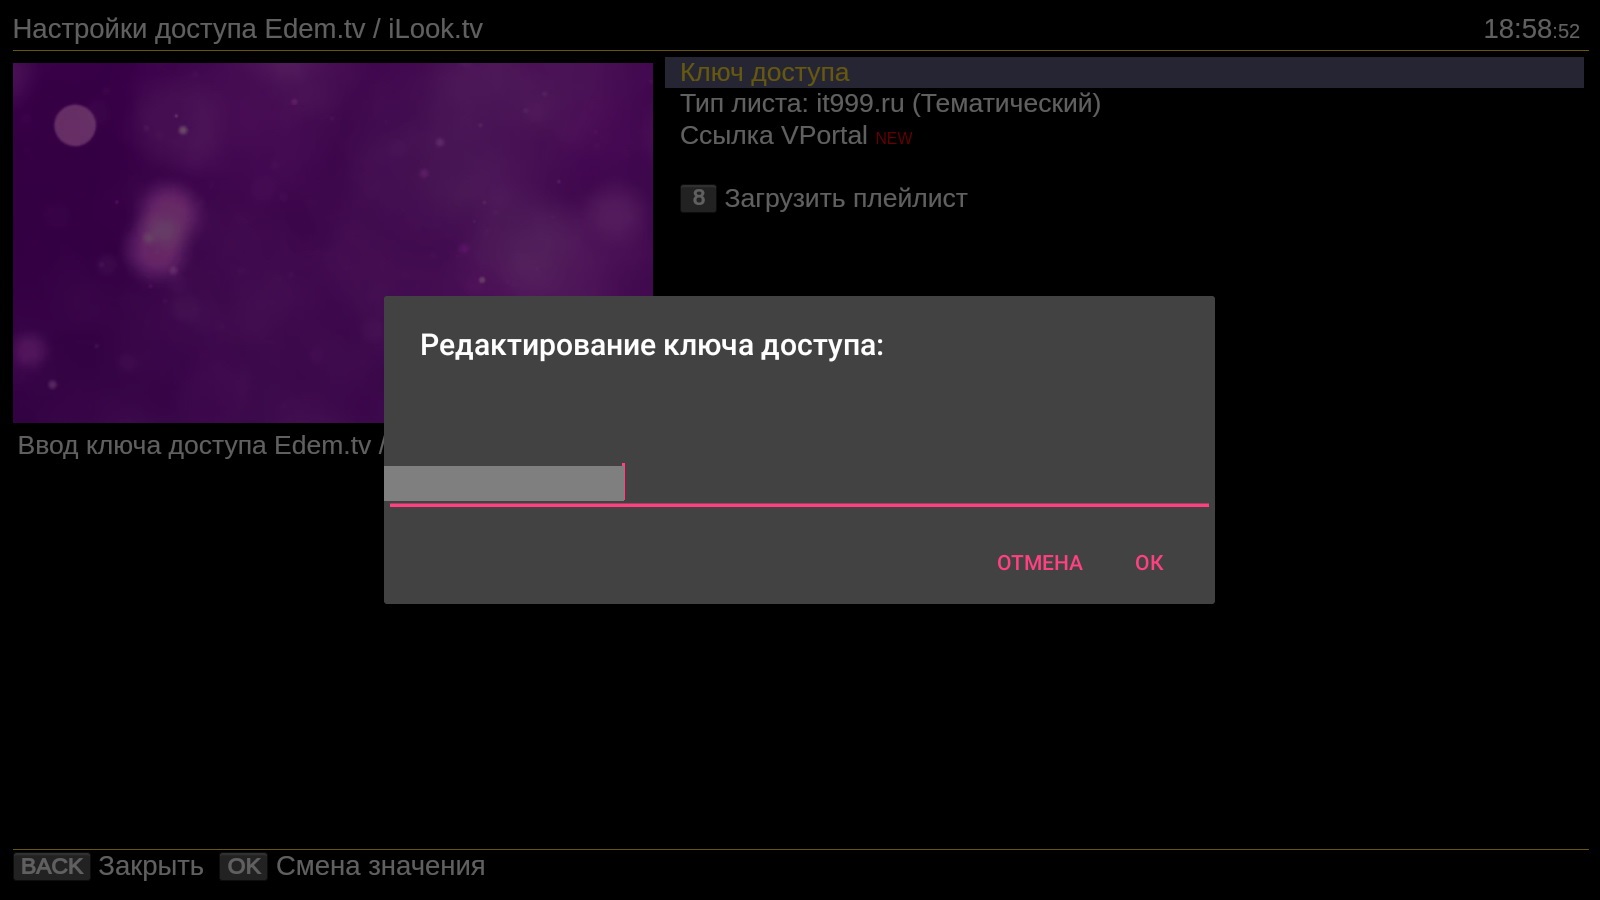 Настройки доступа Edem.tv / iLook.tv
18:58:52
Ключ доступа
Тип листа: it999.ru (Тематический)
Ссылка VPortal NEW
8 Загрузить плейлист
Редактирование ключа доступа:
Ввод ключа доступа Edem.tv /
ОТМЕНА OK
BACK Закрыть OK Смена значения